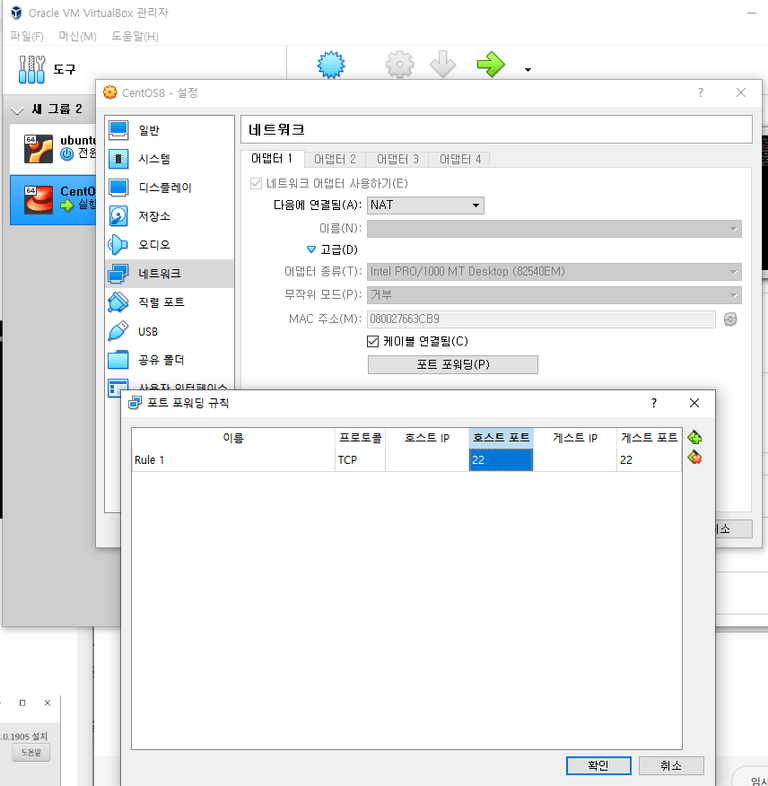 Oracle VM VirtualBox 관리자
파일(F) 머신(M) 도움말(H)
도구
새 그룹 2
64
64
CentOS8 - 설정
?
일반
시스템
디스플레이
저장소
오디오
네트워크
직렬 포트
USB
공유 폴더
사용자 인터페이스
네트워크
어댑터 1 어댑터 2 어댑터 3 어댑터 4
네트워크 어댑터 사용하기(E)
다음에 연결됨(A): NAT
이름(N):
고급(D)
어댑터 종류(T): Intel PRO/1000 MT Desktop (82540EM)
무작위 모드(P): 거부
MAC 주소(M): 080027663CB9
케이블 연결됨(C)
포트 포워딩(P)
포트 포워딩 규칙
?
이름 프로토콜 호스트 IP 호스트 포트 게스트 IP 게스트 포트
Rule 1 TCP 22 22
확인 취소
.0.1905 설치
도움말